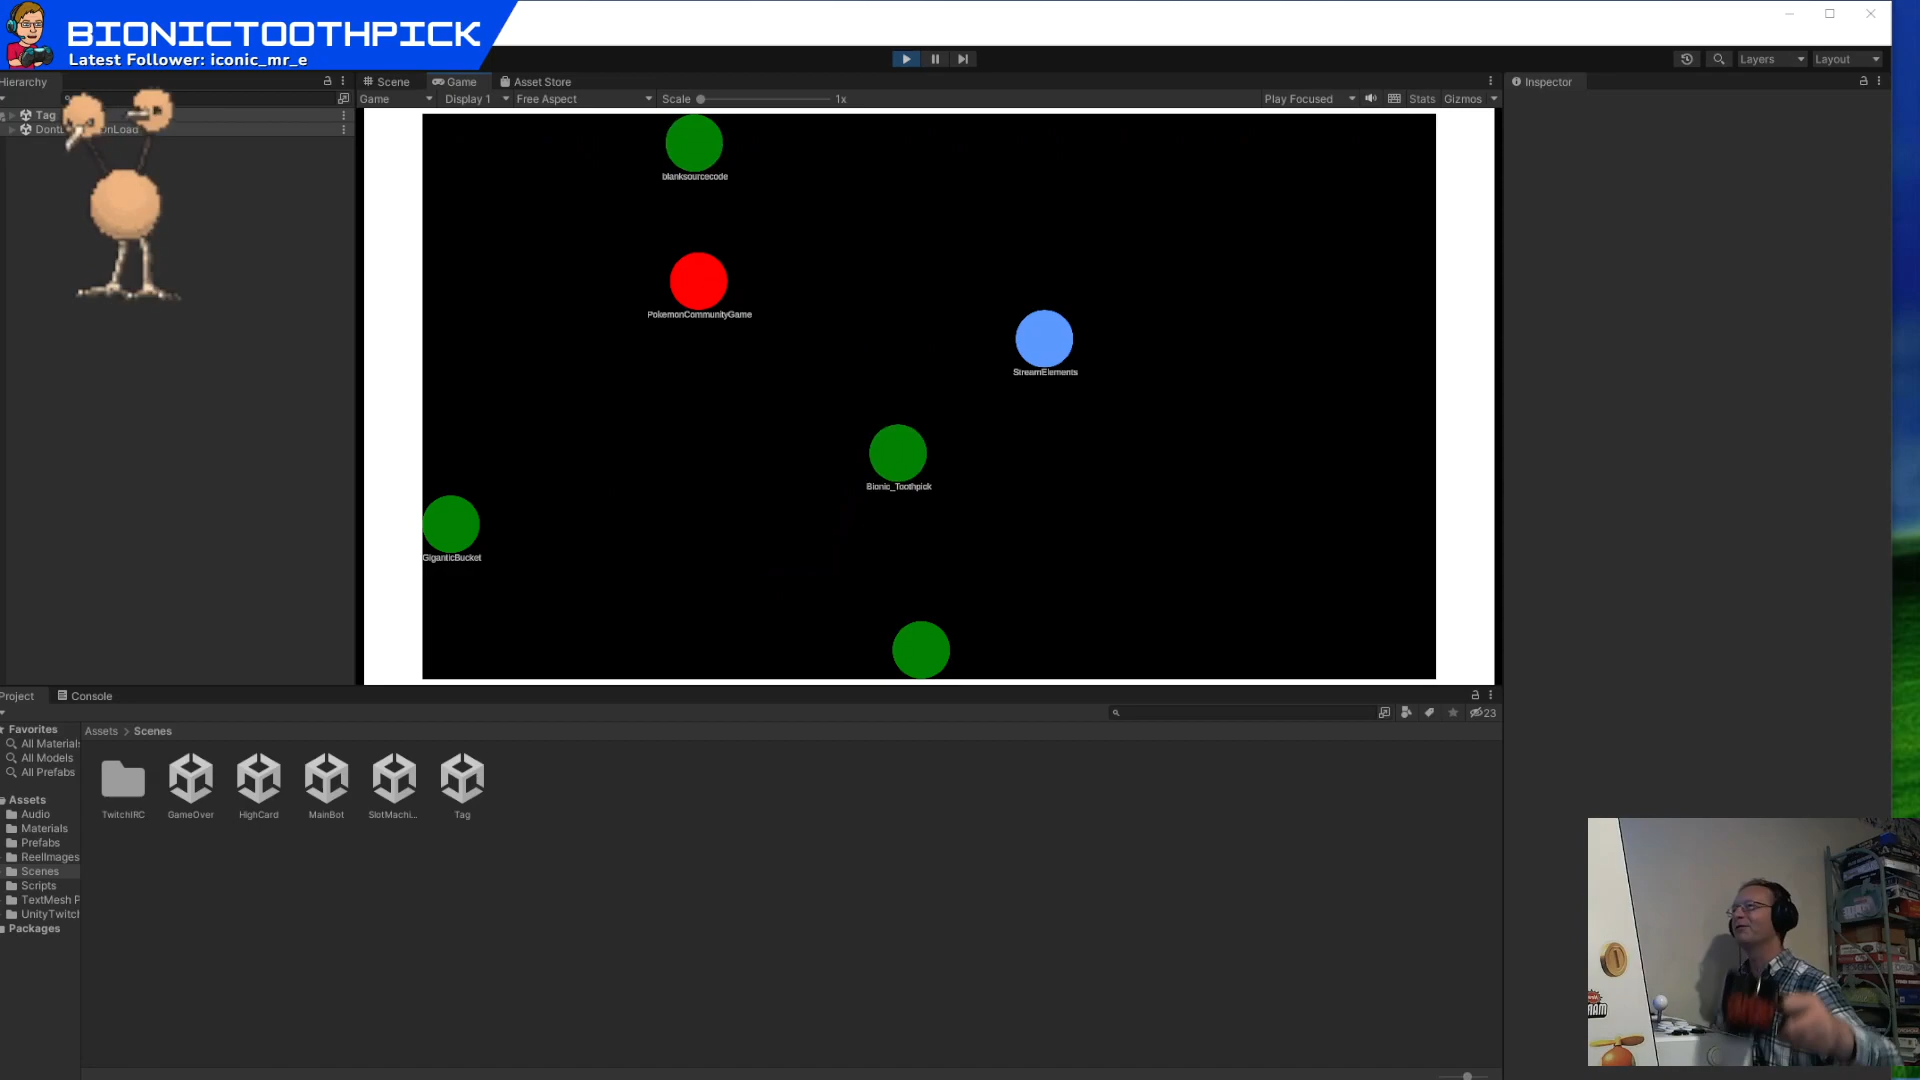 BIONICTOOTHPICK
Latest Follower: iconic_mr_e
Hierarchy
Scene
Game
Asset Store
Inspector
Layers
Layout
Game
Display 1
Free Aspect
Scale
1x
Play Focused
Stats
Gizmos
Tag
blanksourcecode
PokemonCommunityGame
StreamElements
Bionic_Toothpick
GiganticBucket
Project
Console
23
Favorites
All Materials
All Models
All Prefabs
Assets
Audio
Materials
Prefabs
ReelImages
Scenes
Scripts
TextMesh P
UnityTwitch
Packages
Assets > Scenes
TwitchIRC
GameOver
HighCard
MainBot
SlotMachi...
Tag